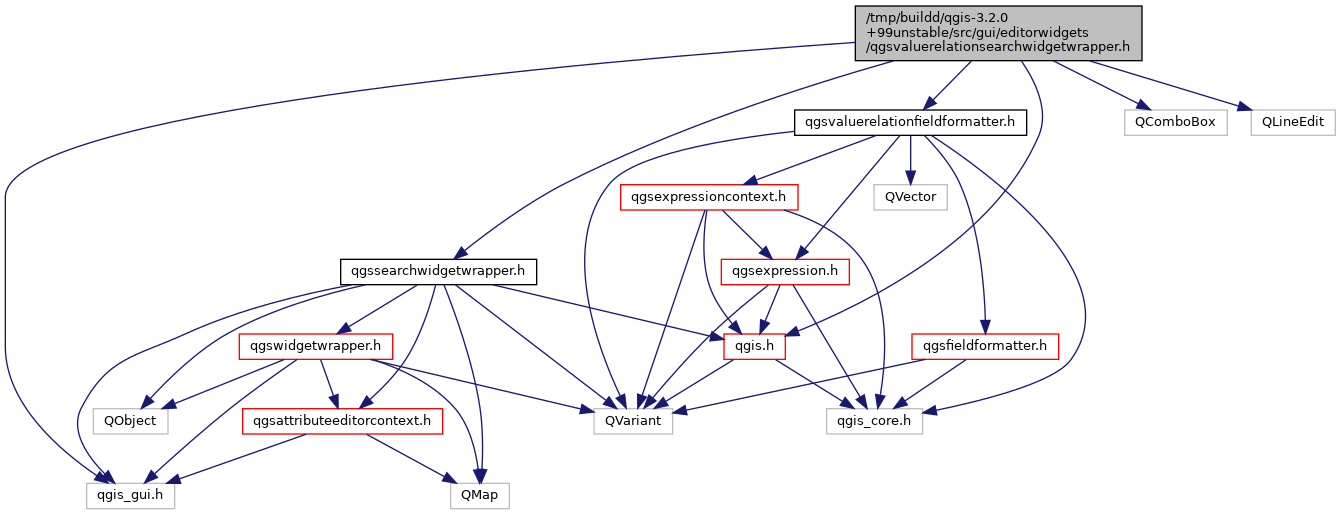 /tmp/buildd/qgis-3.2.0
+99unstable/src/gui/editorwidgets
/qgsvaluerelationsearchwidgetwrapper.h
qgsvaluerelationfieldformatter.h
QComboBox
QLineEdit
qgsexpressioncontext.h
QVector
qgssearchwidgetwrapper.h
qgsexpression.h
qgswidgetwrapper.h
qgis.h
qgsfieldformatter.h
QObject
qgsattributeeditorcontext.h
QVariant
qgis_core.h
qgis_gui.h
QMap